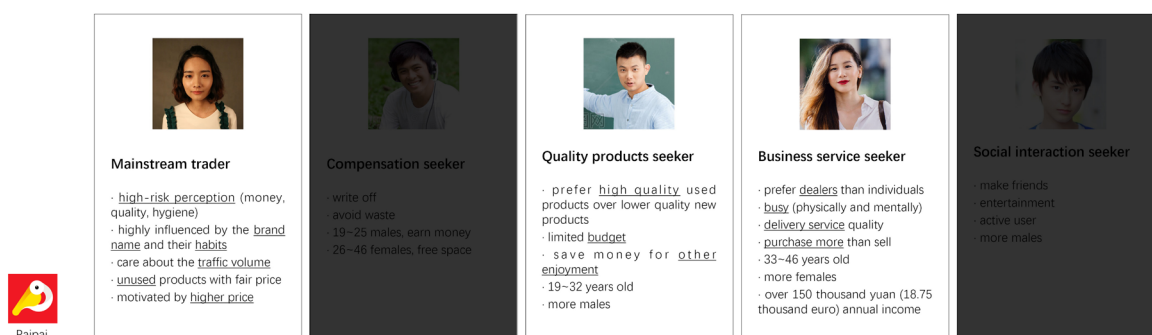 Mainstream trader
· high-risk perception (money,
quality, hygiene)
· highly influenced by the brand
name and their habits
· care about the traffic volume
· unused products with fair price
· motivated by higher price
Compensation seeker
· write off
· avoid waste
· 19~25 males, earn money
· 26~46 females, free space
Quality products seeker
· prefer high quality used
products over lower quality new
products
· limited budget
· save money for other
enjoyment
· 19~32 years old
· more males
Business service seeker
· prefer dealers than individuals
· busy (physically and mentally)
· delivery service quality
· purchase more than sell
· 33~46 years old
· more females
· over 150 thousand yuan (18.75
thousand euro) annual income
Social interaction seeker
· make friends
· entertainment
· active user
· more males
Paipai